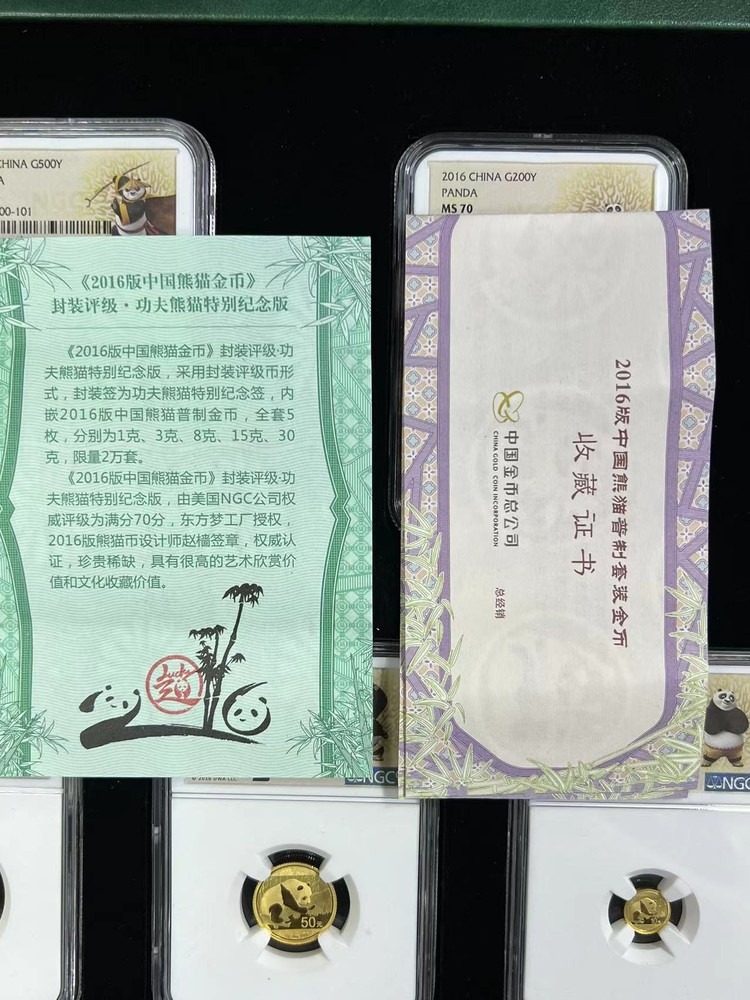 CHINA G500Y
00-101
2016 CHINA G200Y
PANDA
MS 70
《2016版中国熊猫金币》
封装评级·功夫熊猫特别纪念版
《2016版中国熊猫金币》封装评级·功
夫熊猫特别纪念版，采用封装评级币形
式，封装签为功夫熊猫特别纪念签，内
嵌2016版中国熊猫普制金币，全套5
枚，分别为1克、3克、8克、15克、30
克，限量2万套。
《2016版中国熊猫金币》封装评级·功
夫熊猫特别纪念版，由美国NGC公司权
威评级为满分70分，东方梦工厂授权，
2016版熊猫币设计师赵樯签章，权威认
证，珍贵稀缺，具有很高的艺术欣赏价
值和文化收藏价值。
2016版中国熊猫普制套装金币
收藏证书
中国金币总公司
CHINA GOLD COIN INCORPORATION
总经销
NGC
NGC
50元